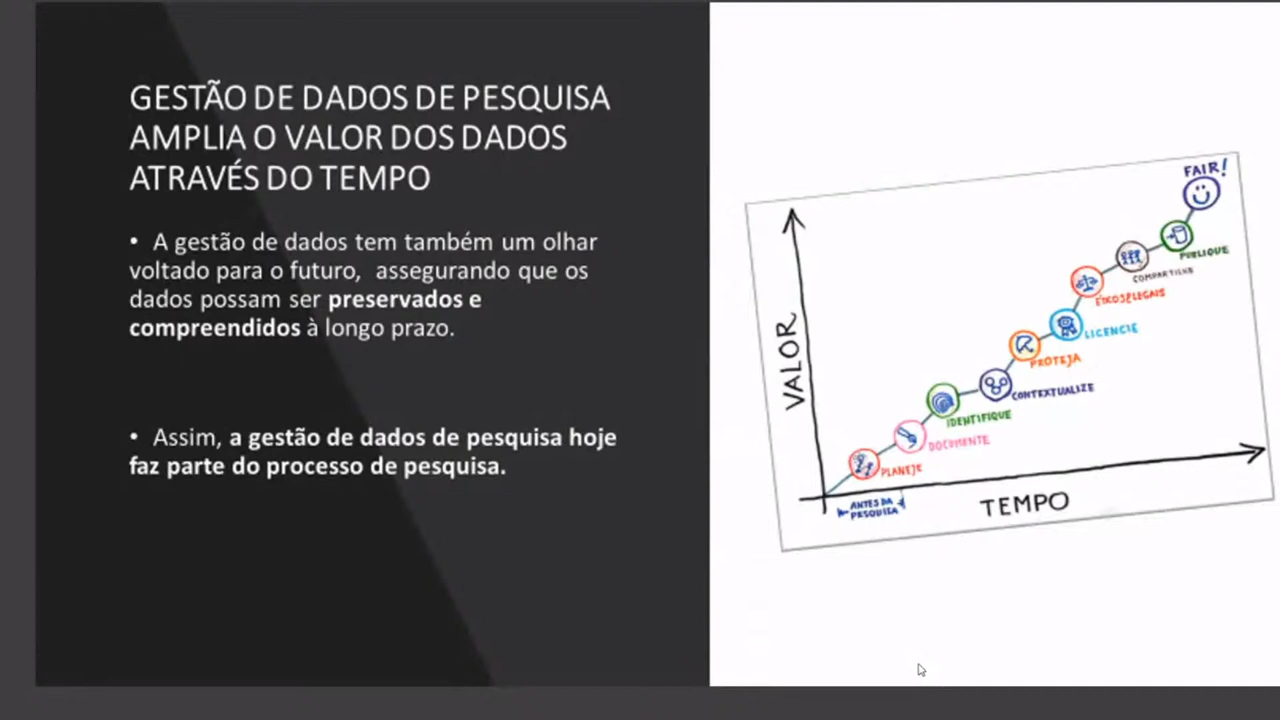 GESTÃO DE DADOS DE PESQUISA
AMPLIA O VALOR DOS DADOS
ATRAVÉS DO TEMPO
• A gestão de dados tem também um olhar
voltado para o futuro, assegurando que os
dados possam ser preservados e
compreendidos à longo prazo.
• Assim, a gestão de dados de pesquisa hoje
faz parte do processo de pesquisa.
FAIR!
PUBLIQUE
COMPARTILHE
ÉTICOS&LEGAIS
LICENCIE
PROTEJA
CONTEXTUALIZE
IDENTIFIQUE
DOCUMENTE
PLANEJE
ANTES DA
PESQUISA
VALOR
TEMPO